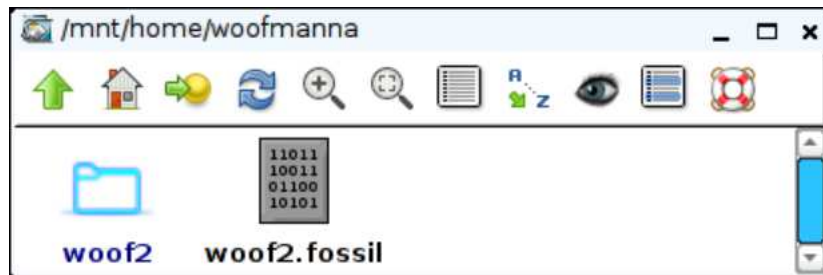 /mnt/home/woofmanna
A
Z
11011
10011
01100
10101
woof2 woof2.fossil